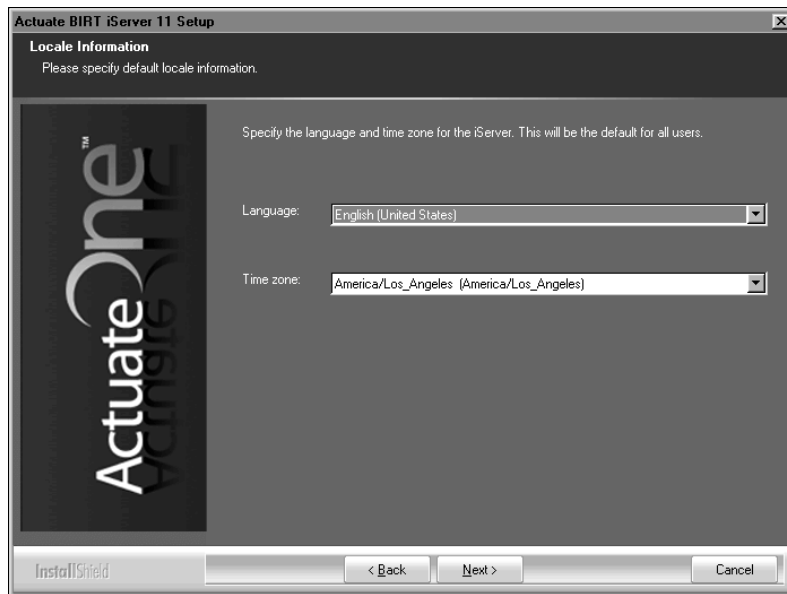 Actuate BIRT iServer 11 Setup
Locale Information
Please specify default locale information.
Specify the language and time zone for the iServer. This will be the default for all users.
Language:
English (United States)
Time zone:
America/Los_Angeles (America/Los_Angeles)
ActuateOne™
InstallShield
< Back
Next >
Cancel